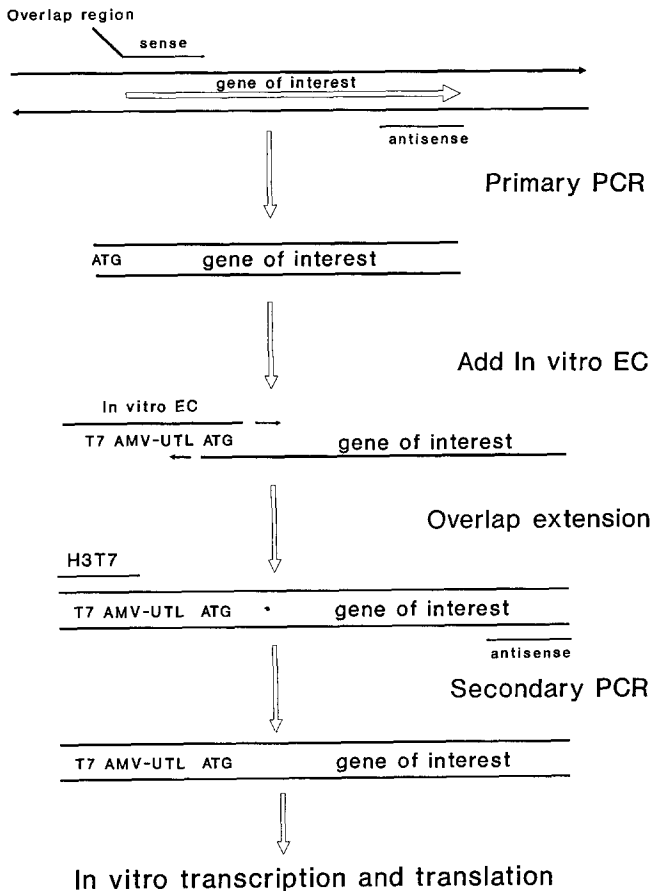 Overlap region
sense
gene of interest
antisense
Primary PCR
ATG gene of interest
Add In vitro EC
In vitro EC
T7 AMV-UTL ATG gene of interest
Overlap extension
H3T7
T7 AMV-UTL ATG gene of interest
antisense
Secondary PCR
T7 AMV-UTL ATG gene of interest
In vitro transcription and translation